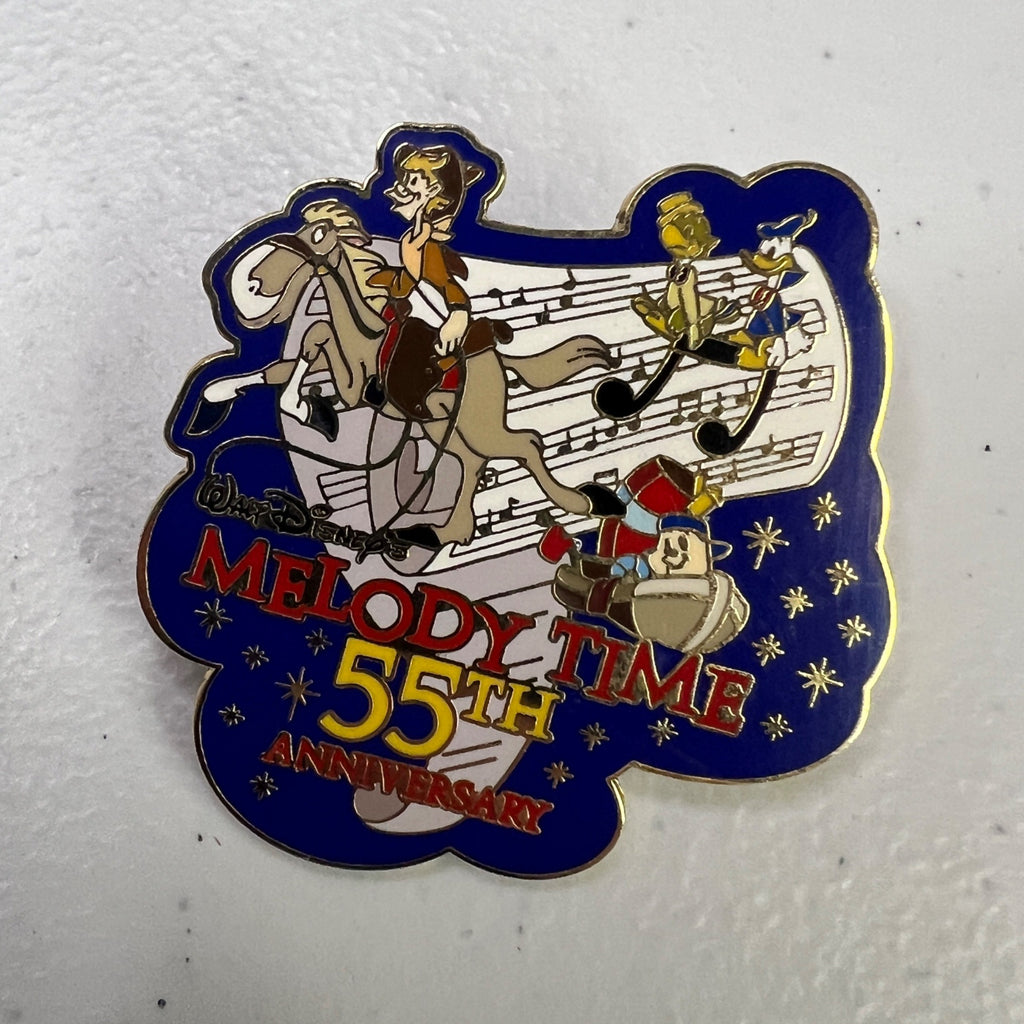 Walt Disney's
MELODY TIME
55TH
ANNIVERSARY